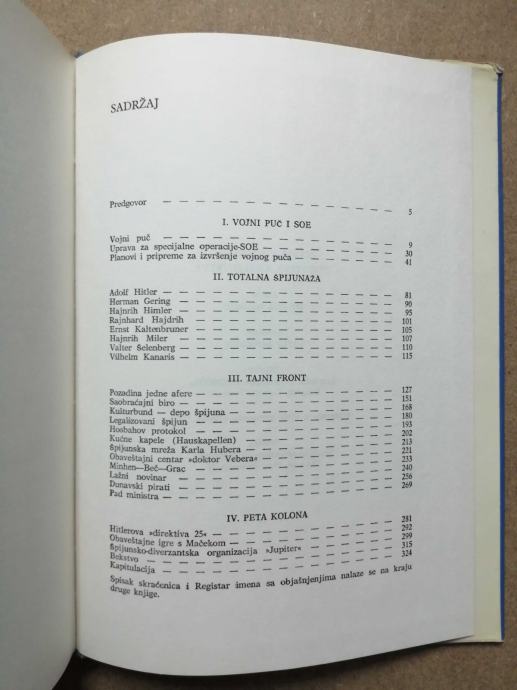 SADRŽAJ
Predgovor — — — — — — — — — — — — — — 5
I. VOJNI PUČ I SOE
Vojni puč — — — — — — — — — — — — — — 9
Uprava za specijalne operacije-SOE — — — — — — — — 30
Planovi i pripreme za izvršenje vojnog puča — — — — — — 41
II. TOTALNA ŠPIJUNAŽA
Adolf Hitler — — — — — — — — — — — — — 81
Herman Gering — — — — — — — — — — — — 90
Hajnrih Himler — — — — — — — — — — — — 95
Rajnhard Hajdrih — — — — — — — — — — — 101
Ernst Kaltenbruner — — — — — — — — — — — 105
Hajnrih Miler — — — — — — — — — — — — 107
Valter Šelenberg — — — — — — — — — — — 110
Vilhelm Kanaris — — — — — — — — — — — 115
III. TAJNI FRONT
Pozadina jedne afere — — — — — — — — — — 127
Saobraćajni biro — — — — — — — — — — — 151
Kulturbund — depo špijuna — — — — — — — — — 168
Legalizovani špijun — — — — — — — — — — 180
Hosbahov protokol — — — — — — — — — — — 193
Kućne kapele (Hauskapellen) — — — — — — — — 202
Špijunska mreža Karla Hubera — — — — — — — — 213
Obaveštajni centar »doktor Vebera« — — — — — — — 221
Minhen—Beč—Grac — — — — — — — — — — — 233
Lažni novinar — — — — — — — — — — — — 240
Dunavski pirati — — — — — — — — — — — — 256
Pad ministra — — — — — — — — — — — — 269
IV. PETA KOLONA
Hitlerova »direktiva 25« — — — — — — — — — 281
Obaveštajne igre s Mačekom — — — — — — — — 292
Špijunsko-diverzantska organizacija »Jupiter« — — — — — 299
Bekstvo — — — — — — — — — — — — — — 315
Kapitulacija — — — — — — — — — — — — — 324
Spisak skraćenica i Registar imena sa objašnjenjima nalaze se na kraju
druge knjige.